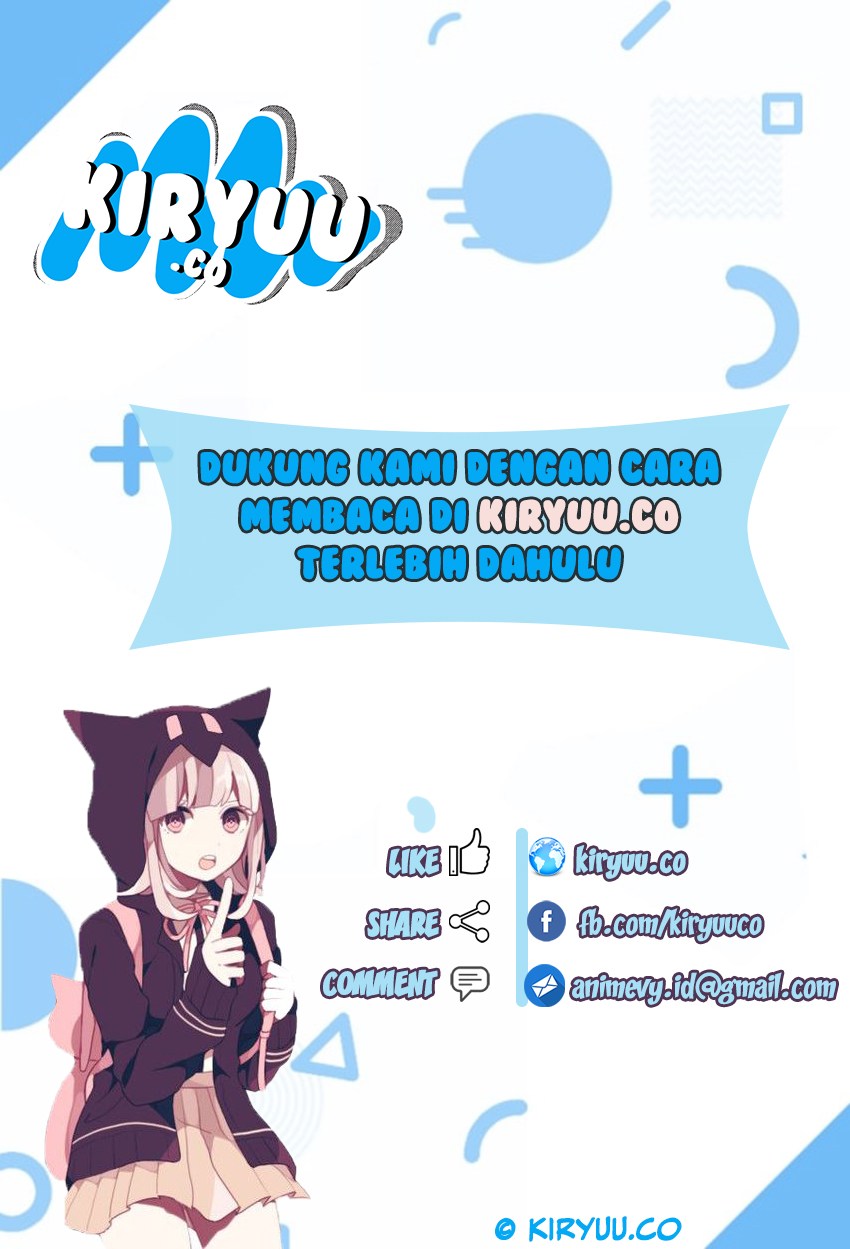 KIRYUU
.CO
DUKUNG KAMI DENGAN CARA
MEMBACA DI KIRYUU.CO
TERLEBIH DAHULU
LIKE
SHARE
COMMENT
kiryuu.co
fb.com/kiryuuco
animevy.id@gmail.com
© KIRYUU.CO